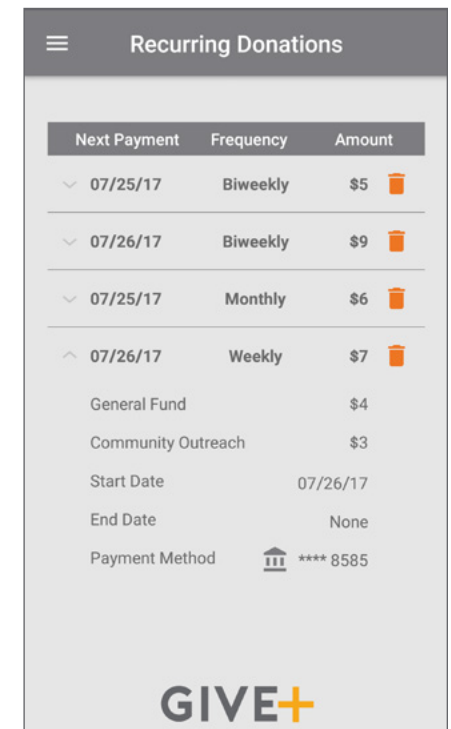 Recurring Donations
Next Payment Frequency Amount
07/25/17 Biweekly $5
07/26/17 Biweekly $9
07/25/17 Monthly $6
07/26/17 Weekly $7
General Fund $4
Community Outreach $3
Start Date 07/26/17
End Date None
Payment Method **** 8585
GIVE+